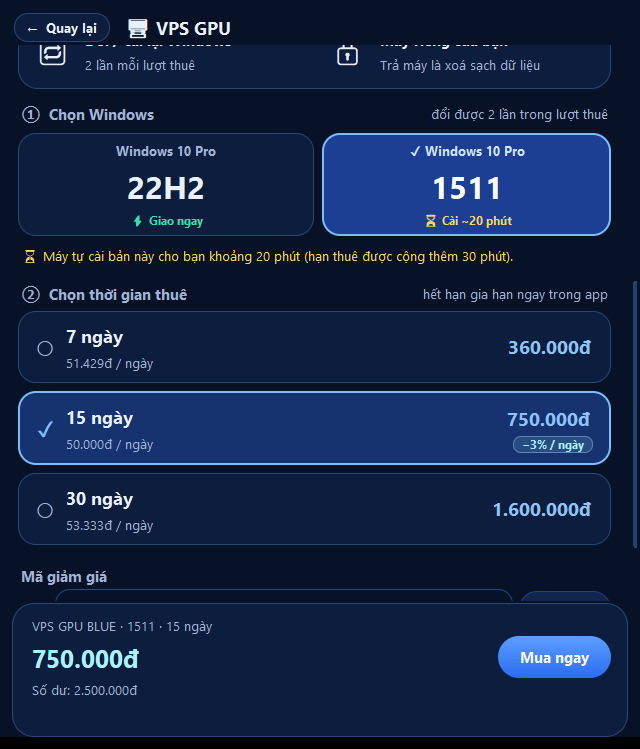 ← Quay lại
VPS GPU
2 lần mỗi lượt thuê
Trả máy là xoá sạch dữ liệu
① Chọn Windows
đổi được 2 lần trong lượt thuê
Windows 10 Pro
22H2
Giao ngay
✓ Windows 10 Pro
1511
⏳ Cài ~20 phút
⏳ Máy tự cài bản này cho bạn khoảng 20 phút (hạn thuê được cộng thêm 30 phút).
② Chọn thời gian thuê
hết hạn gia hạn ngay trong app
7 ngày
51.429đ / ngày
360.000đ
15 ngày
50.000đ / ngày
750.000đ
−3% / ngày
30 ngày
53.333đ / ngày
1.600.000đ
Mã giảm giá
VPS GPU BLUE · 1511 · 15 ngày
750.000đ
Số dư: 2.500.000đ
Mua ngay